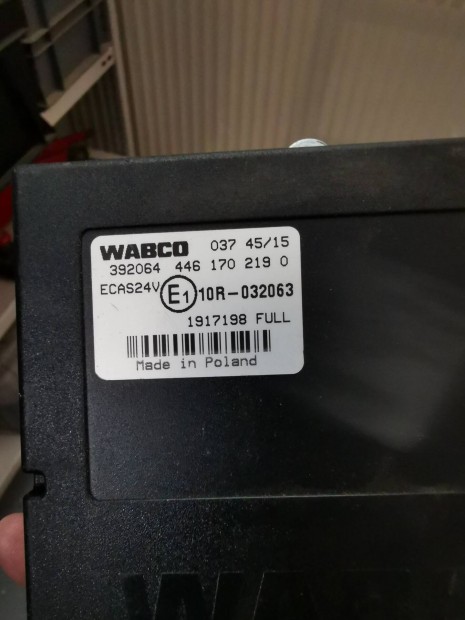 WABCO 037 45/15
392064 446 170 219 0
ECAS24V E1 10R-032063
1917198 FULL
Made in Poland